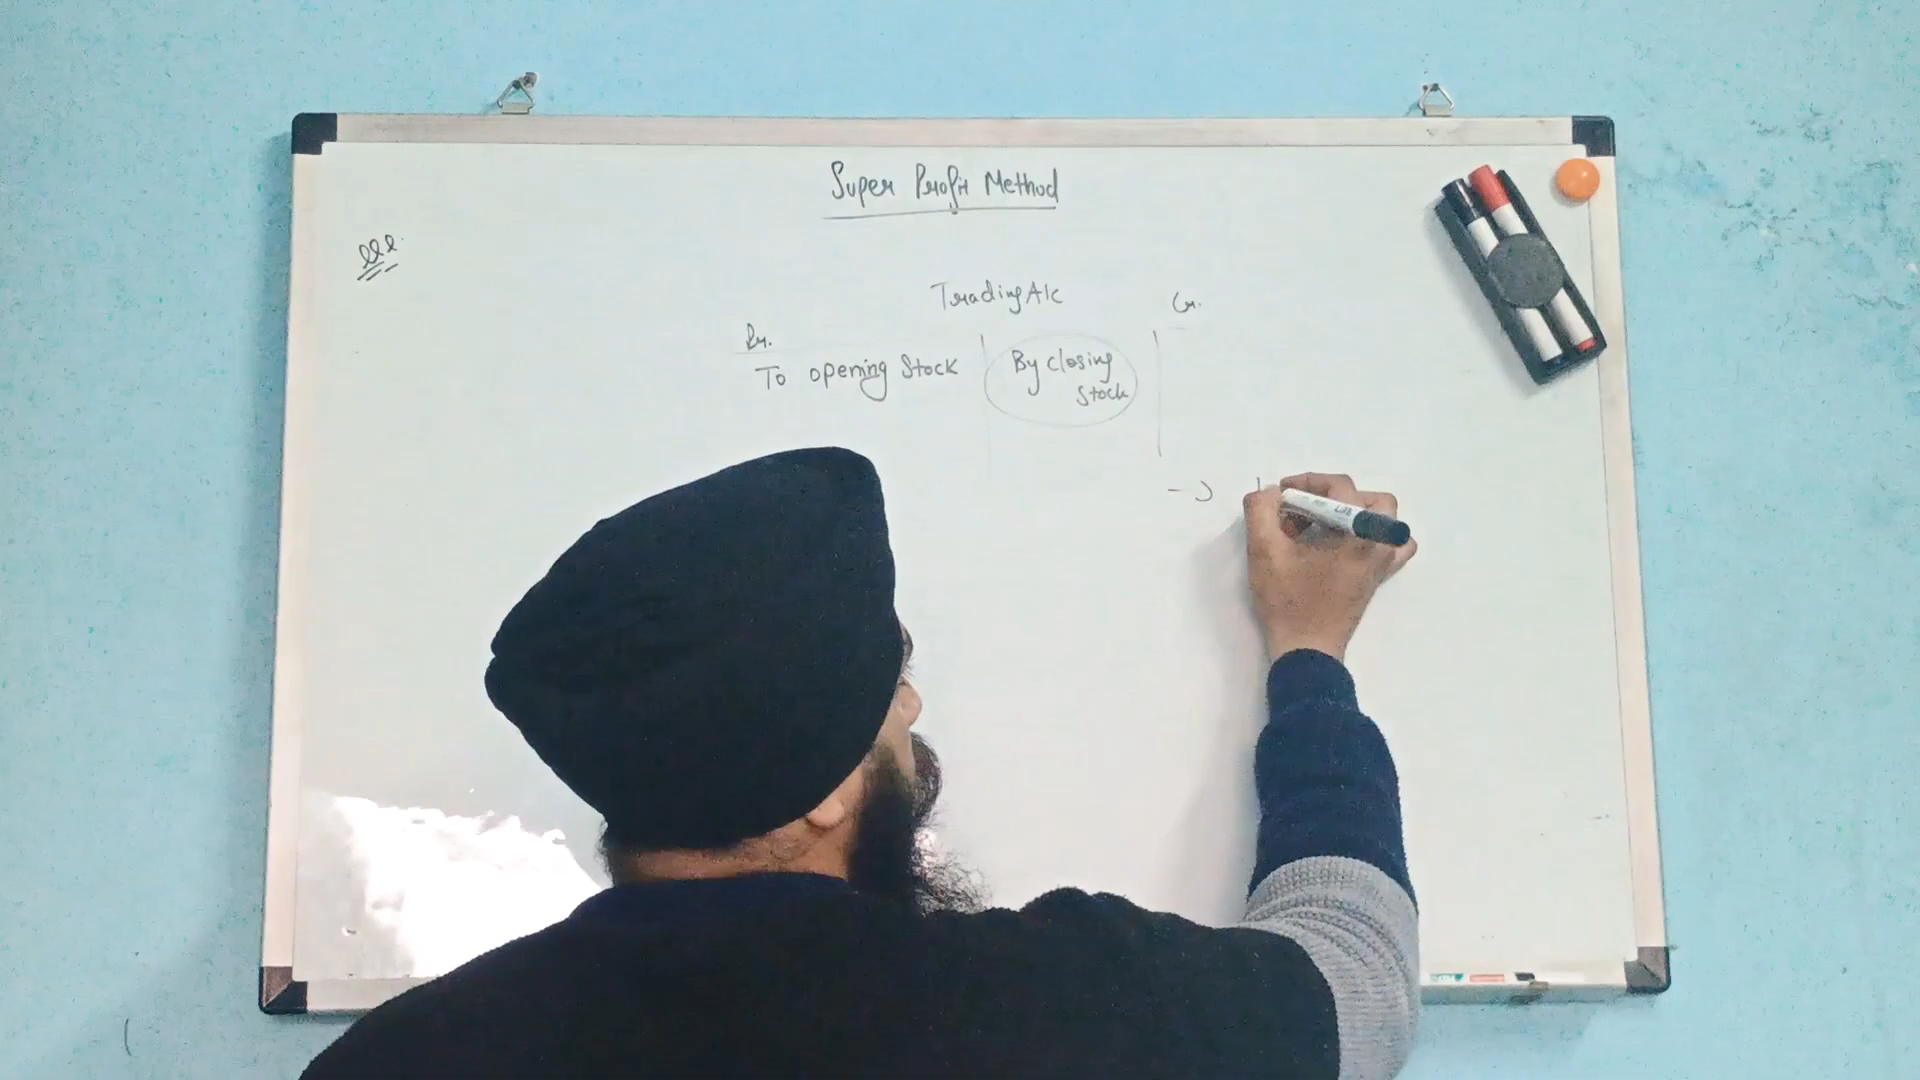 Super Profit Method
Trading A/c
Dr.
Cr.
To opening Stock
By closing
Stock